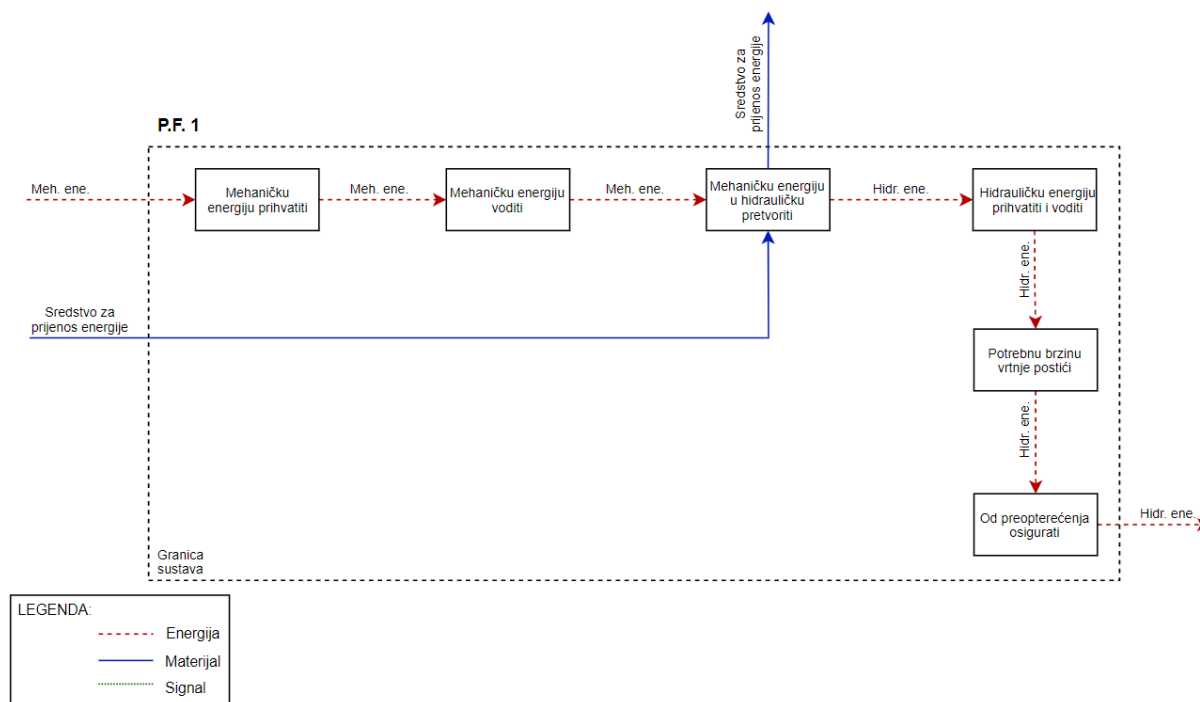 Sredstvo za
prijenos energije
P.F. 1
Meh. ene.
Mehaničku
energiju prihvatiti
Meh. ene.
Mehaničku energiju
voditi
Meh. ene.
Mehaničku energiju
u hidrauličku
pretvoriti
Hidr. ene.
Hidrauličku energiju
prihvatiti i voditi
Hidr. ene.
Sredstvo za
prijenos energije
Potrebnu brzinu
vrtnje postići
Hidr. ene.
Od preopterećenja
osigurati
Hidr. ene.
Granica
sustava
LEGENDA:
Energija
Materijal
Signal